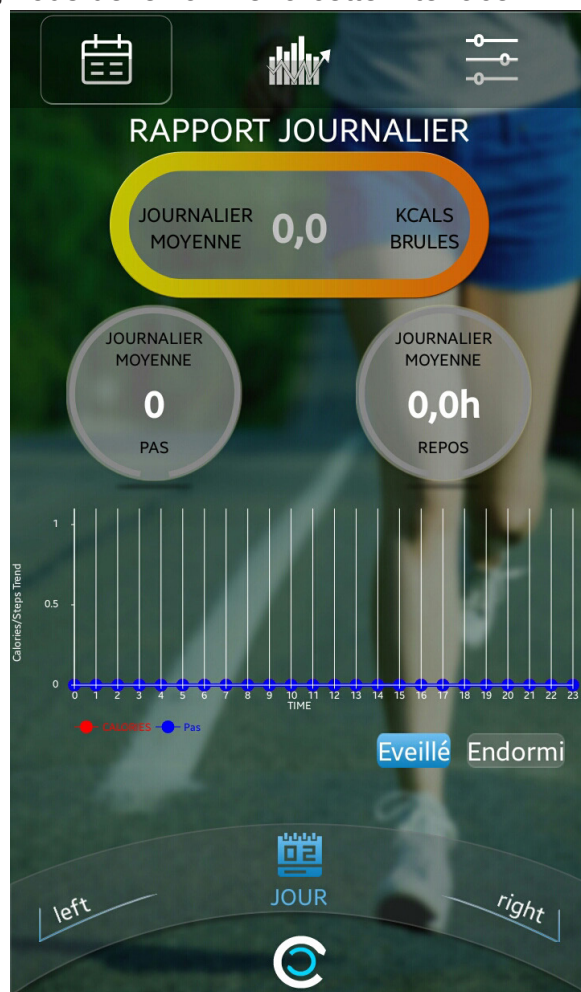 RAPPORT JOURNALIER
JOURNALIER
MOYENNE
0,0
KCALS
BRULES
JOURNALIER
MOYENNE
0
PAS
JOURNALIER
MOYENNE
0,0h
REPOS
Calories/Steps Trend
1
0.5
0
0 1 2 3 4 5 6 7 8 9 10 11 12 13 14 15 16 17 18 19 20 21 22 23
TIME
CALORIES Pas
Eveillé Endormi
02
JOUR
left
right